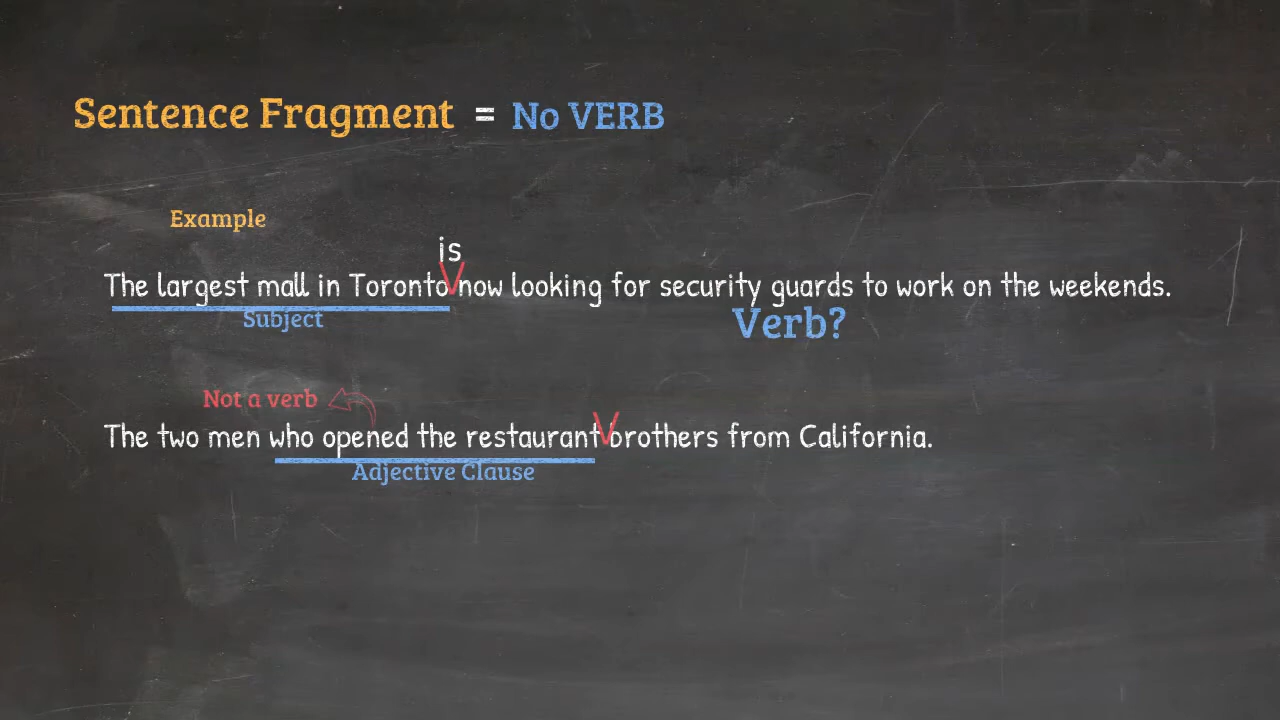 Sentence Fragment = No VERB
Example
is
The largest mall in Toronto V now looking for security guards to work on the weekends.
Subject
Verb?
Not a verb
The two men who opened the restaurant V brothers from California.
Adjective Clause